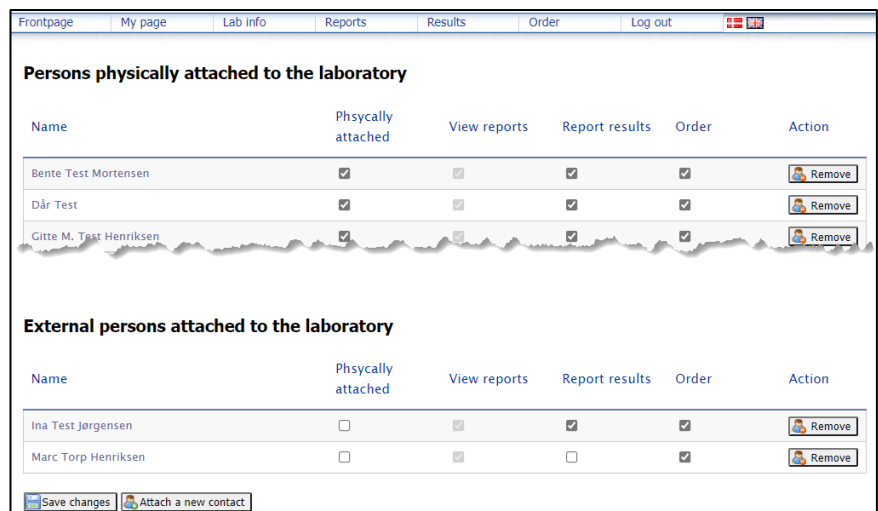 Frontpage My page Lab info Reports Results Order Log out
Persons physically attached to the laboratory
Name Phsycally attached View reports Report results Order Action
Bente Test Mortensen Remove
Dår Test Remove
Gitte M. Test Henriksen Remove
External persons attached to the laboratory
Name Phsycally attached View reports Report results Order Action
Ina Test Jørgensen Remove
Marc Torp Henriksen Remove
Save changes Attach a new contact